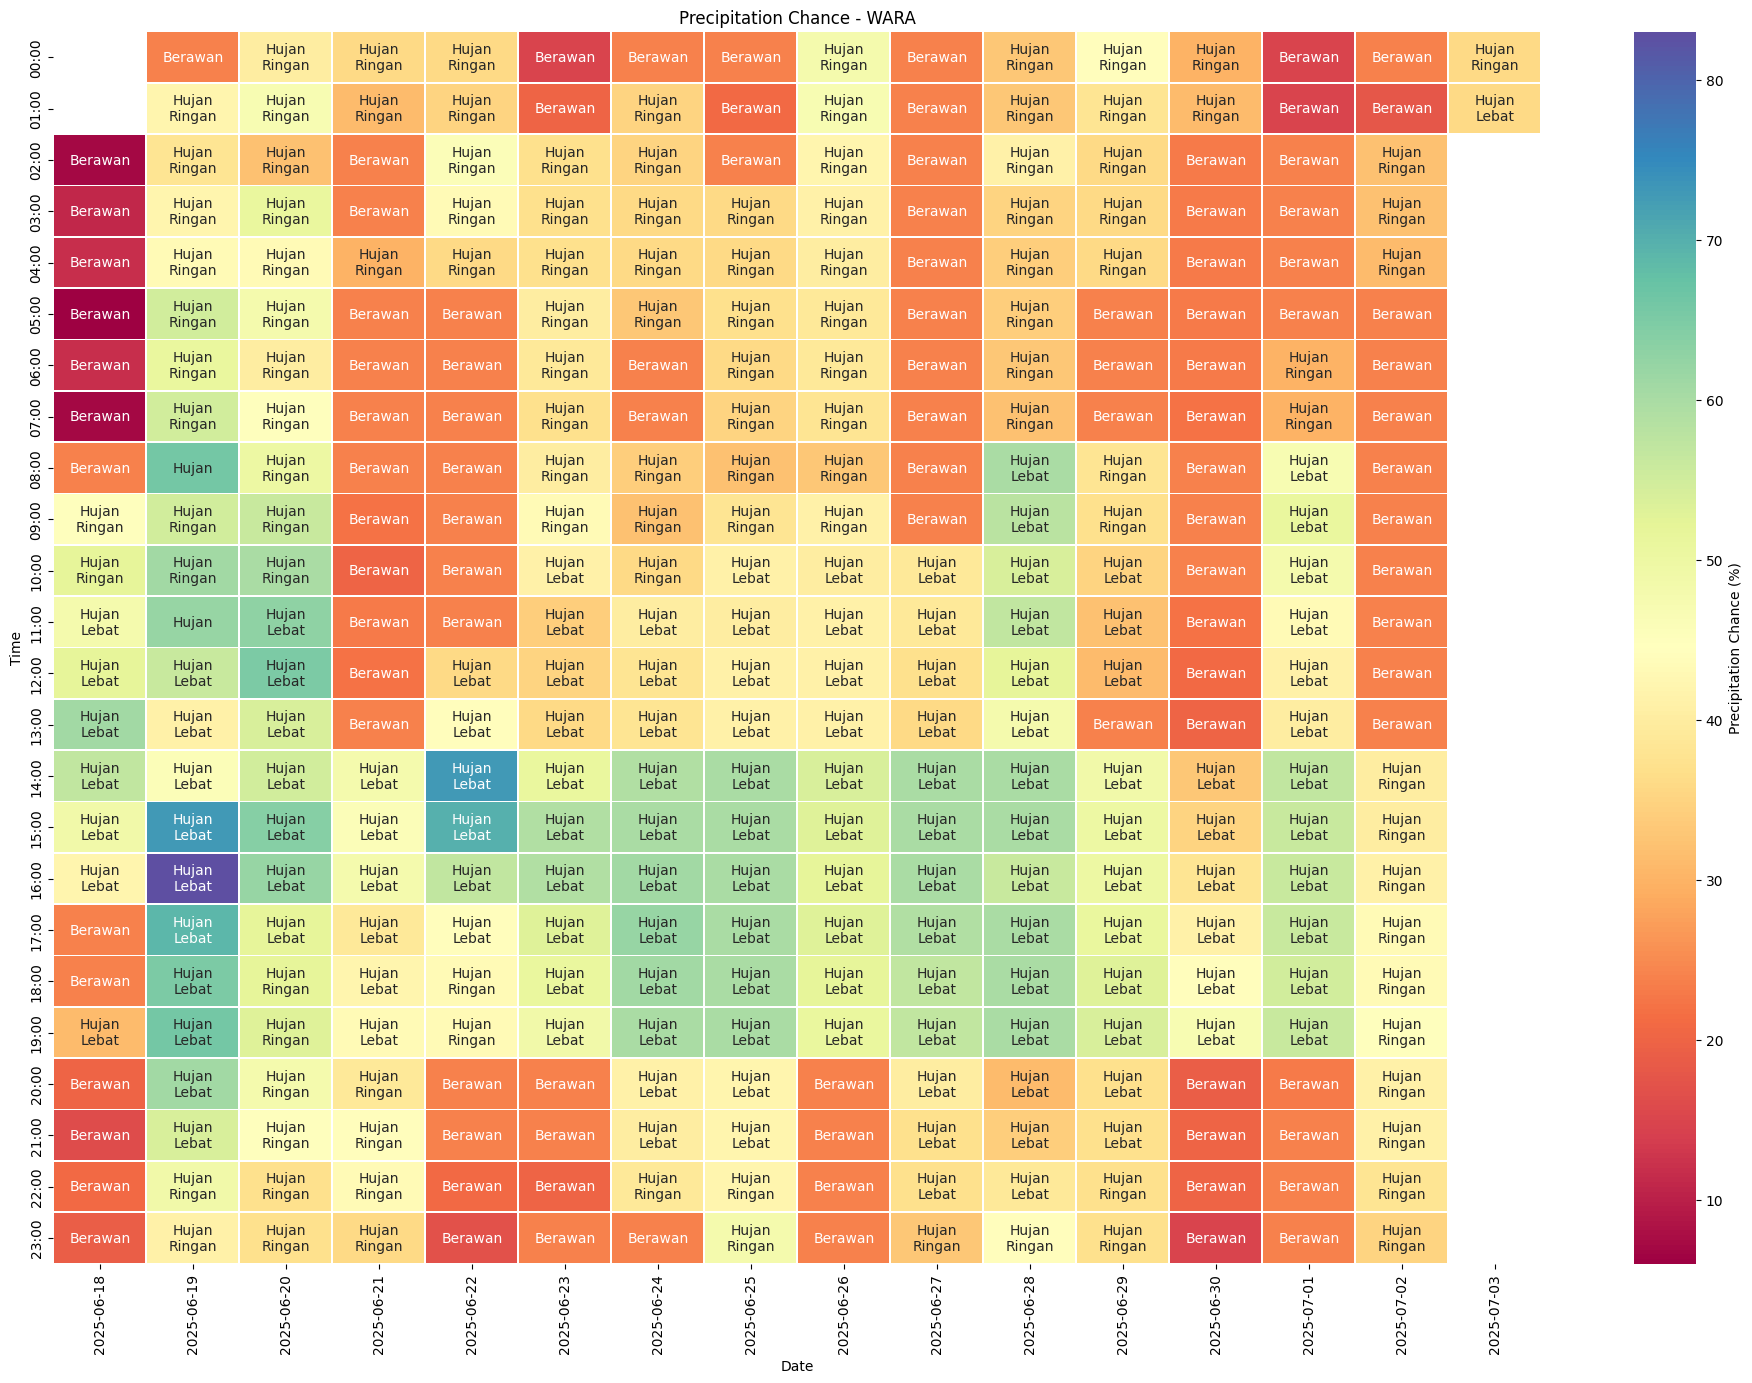 Precipitation Chance - WARA
00:00 Berawan Hujan Ringan Hujan Ringan Hujan Ringan Berawan Berawan Berawan Hujan Ringan Berawan Hujan Ringan Hujan Ringan Hujan Ringan Berawan Berawan Hujan Ringan
01:00 Hujan Ringan Hujan Ringan Hujan Ringan Hujan Ringan Berawan Hujan Ringan Berawan Hujan Ringan Berawan Hujan Ringan Hujan Ringan Hujan Ringan Berawan Berawan Hujan Lebat
02:00 Berawan Hujan Ringan Hujan Ringan Berawan Hujan Ringan Hujan Ringan Hujan Ringan Berawan Hujan Ringan Berawan Hujan Ringan Hujan Ringan Berawan Berawan Hujan Ringan
03:00 Berawan Hujan Ringan Hujan Ringan Berawan Hujan Ringan Hujan Ringan Hujan Ringan Hujan Ringan Hujan Ringan Berawan Hujan Ringan Hujan Ringan Berawan Berawan Hujan Ringan
04:00 Berawan Hujan Ringan Hujan Ringan Hujan Ringan Hujan Ringan Hujan Ringan Hujan Ringan Hujan Ringan Hujan Ringan Berawan Hujan Ringan Hujan Ringan Berawan Berawan Hujan Ringan
05:00 Berawan Hujan Ringan Hujan Ringan Berawan Berawan Hujan Ringan Hujan Ringan Hujan Ringan Hujan Ringan Berawan Hujan Ringan Berawan Berawan Berawan Berawan
06:00 Berawan Hujan Ringan Hujan Ringan Berawan Berawan Hujan Ringan Berawan Hujan Ringan Hujan Ringan Berawan Hujan Ringan Berawan Berawan Hujan Ringan Berawan
07:00 Berawan Hujan Ringan Hujan Ringan Berawan Berawan Hujan Ringan Berawan Hujan Ringan Hujan Ringan Berawan Hujan Ringan Berawan Berawan Hujan Ringan Berawan
08:00 Berawan Hujan Hujan Ringan Berawan Berawan Hujan Ringan Hujan Ringan Hujan Ringan Hujan Ringan Berawan Hujan Lebat Hujan Ringan Berawan Hujan Lebat Berawan
09:00 Hujan Ringan Hujan Ringan Hujan Ringan Berawan Berawan Hujan Ringan Hujan Ringan Hujan Ringan Hujan Ringan Berawan Hujan Lebat Hujan Ringan Berawan Hujan Lebat Berawan
10:00 Hujan Ringan Hujan Ringan Hujan Ringan Berawan Berawan Hujan Lebat Hujan Ringan Hujan Lebat Hujan Lebat Hujan Lebat Hujan Lebat Hujan Lebat Berawan Hujan Lebat Berawan
11:00 Hujan Lebat Hujan Hujan Lebat Berawan Berawan Hujan Lebat Hujan Lebat Hujan Lebat Hujan Lebat Hujan Lebat Hujan Lebat Hujan Lebat Berawan Hujan Lebat Berawan
12:00 Hujan Lebat Hujan Lebat Hujan Lebat Berawan Hujan Lebat Hujan Lebat Hujan Lebat Hujan Lebat Hujan Lebat Hujan Lebat Hujan Lebat Hujan Lebat Berawan Hujan Lebat Berawan
13:00 Hujan Lebat Hujan Lebat Hujan Lebat Berawan Hujan Lebat Hujan Lebat Hujan Lebat Hujan Lebat Hujan Lebat Hujan Lebat Hujan Lebat Berawan Berawan Hujan Lebat Berawan
14:00 Hujan Lebat Hujan Lebat Hujan Lebat Hujan Lebat Hujan Lebat Hujan Lebat Hujan Lebat Hujan Lebat Hujan Lebat Hujan Lebat Hujan Lebat Hujan Lebat Hujan Lebat Hujan Lebat Hujan Ringan
15:00 Hujan Lebat Hujan Lebat Hujan Lebat Hujan Lebat Hujan Lebat Hujan Lebat Hujan Lebat Hujan Lebat Hujan Lebat Hujan Lebat Hujan Lebat Hujan Lebat Hujan Lebat Hujan Lebat Hujan Ringan
16:00 Hujan Lebat Hujan Lebat Hujan Lebat Hujan Lebat Hujan Lebat Hujan Lebat Hujan Lebat Hujan Lebat Hujan Lebat Hujan Lebat Hujan Lebat Hujan Lebat Hujan Lebat Hujan Lebat Hujan Ringan
17:00 Berawan Hujan Lebat Hujan Lebat Hujan Lebat Hujan Lebat Hujan Lebat Hujan Lebat Hujan Lebat Hujan Lebat Hujan Lebat Hujan Lebat Hujan Lebat Hujan Lebat Hujan Lebat Hujan Ringan
18:00 Berawan Hujan Lebat Hujan Ringan Hujan Lebat Hujan Ringan Hujan Lebat Hujan Lebat Hujan Lebat Hujan Lebat Hujan Lebat Hujan Lebat Hujan Lebat Hujan Lebat Hujan Lebat Hujan Ringan
19:00 Hujan Lebat Hujan Lebat Hujan Ringan Hujan Lebat Hujan Ringan Hujan Lebat Hujan Lebat Hujan Lebat Hujan Lebat Hujan Lebat Hujan Lebat Hujan Lebat Hujan Lebat Hujan Lebat Hujan Ringan
20:00 Berawan Hujan Lebat Hujan Ringan Hujan Ringan Berawan Berawan Hujan Lebat Hujan Lebat Berawan Hujan Lebat Hujan Lebat Hujan Lebat Berawan Berawan Hujan Ringan
21:00 Berawan Hujan Lebat Hujan Ringan Hujan Ringan Berawan Berawan Hujan Lebat Hujan Lebat Berawan Hujan Lebat Hujan Lebat Hujan Lebat Berawan Berawan Hujan Ringan
22:00 Berawan Hujan Ringan Hujan Ringan Hujan Ringan Berawan Berawan Hujan Ringan Hujan Ringan Berawan Hujan Lebat Hujan Lebat Hujan Ringan Berawan Berawan Hujan Ringan
23:00 Berawan Hujan Ringan Hujan Ringan Hujan Ringan Berawan Berawan Berawan Hujan Ringan Berawan Hujan Ringan Hujan Ringan Hujan Ringan Berawan Berawan Hujan Ringan
Time
2025-06-18 2025-06-19 2025-06-20 2025-06-21 2025-06-22 2025-06-23 2025-06-24 2025-06-25 2025-06-26 2025-06-27 2025-06-28 2025-06-29 2025-06-30 2025-07-01 2025-07-02 2025-07-03
Date
80
70
60
50
40
30
20
10
Precipitation Chance (%)